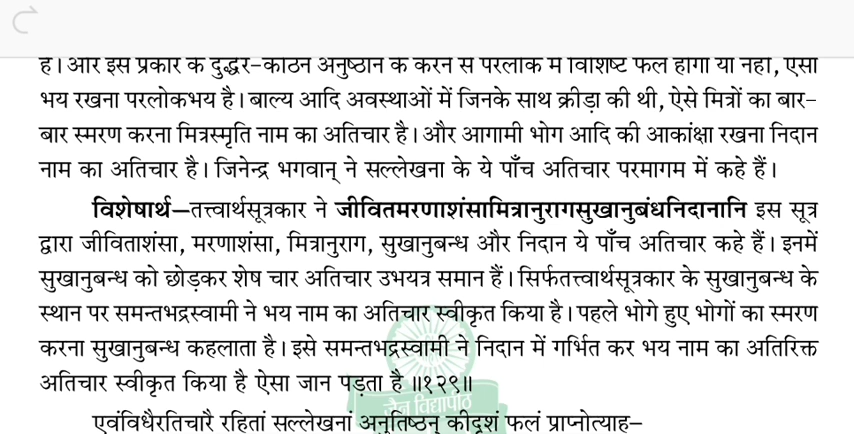 है। और इस प्रकार के दुर्द्धर-कठिन अनुष्ठान के करने से परलोक में विशिष्ट फल होगा या नहीं, ऐसा
भय रखना परलोकभय है। बाल्य आदि अवस्थाओं में जिनके साथ क्रीड़ा की थी, ऐसे मित्रों का बार-
बार स्मरण करना मित्रस्मृति नाम का अतिचार है। और आगामी भोग आदि की आकांक्षा रखना निदान
नाम का अतिचार है। जिनेन्द्र भगवान् ने सल्लेखना के ये पाँच अतिचार परमागम में कहे हैं।
विशेषार्थ—तत्त्वार्थसूत्रकार ने जीवितमरणाशंसामित्रानुरागसुखानुबंधनिदानानि इस सूत्र
द्वारा जीविताशंसा, मरणाशंसा, मित्रानुराग, सुखानुबन्ध और निदान ये पाँच अतिचार कहे हैं। इनमें
सुखानुबन्ध को छोड़कर शेष चार अतिचार उभयत्र समान हैं। सिर्फतत्त्वार्थसूत्रकार के सुखानुबन्ध के
स्थान पर समन्तभद्रस्वामी ने भय नाम का अतिचार स्वीकृत किया है। पहले भोगे हुए भोगों का स्मरण
करना सुखानुबन्ध कहलाता है। इसे समन्तभद्रस्वामी ने निदान में गर्भित कर भय नाम का अतिरिक्त
अतिचार स्वीकृत किया है ऐसा जान पड़ता है ॥१२९॥
जैन विद्यापीठ
एवंविधैरतिचारै रहितां सल्लेखनां अनुतिष्ठन् कीदृशं फलं प्राप्नोत्याह—